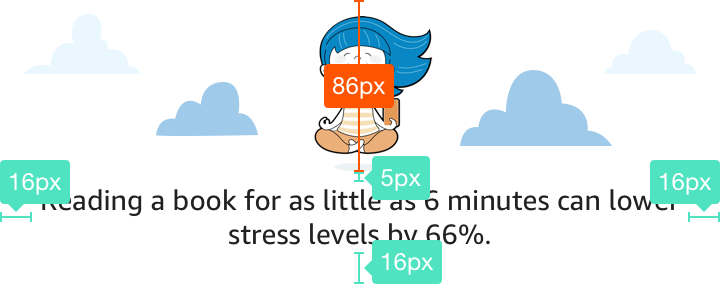 86px
16px
5px
16px
Reading a book for as little as 6 minutes can lower
stress levels by 66%.
16px